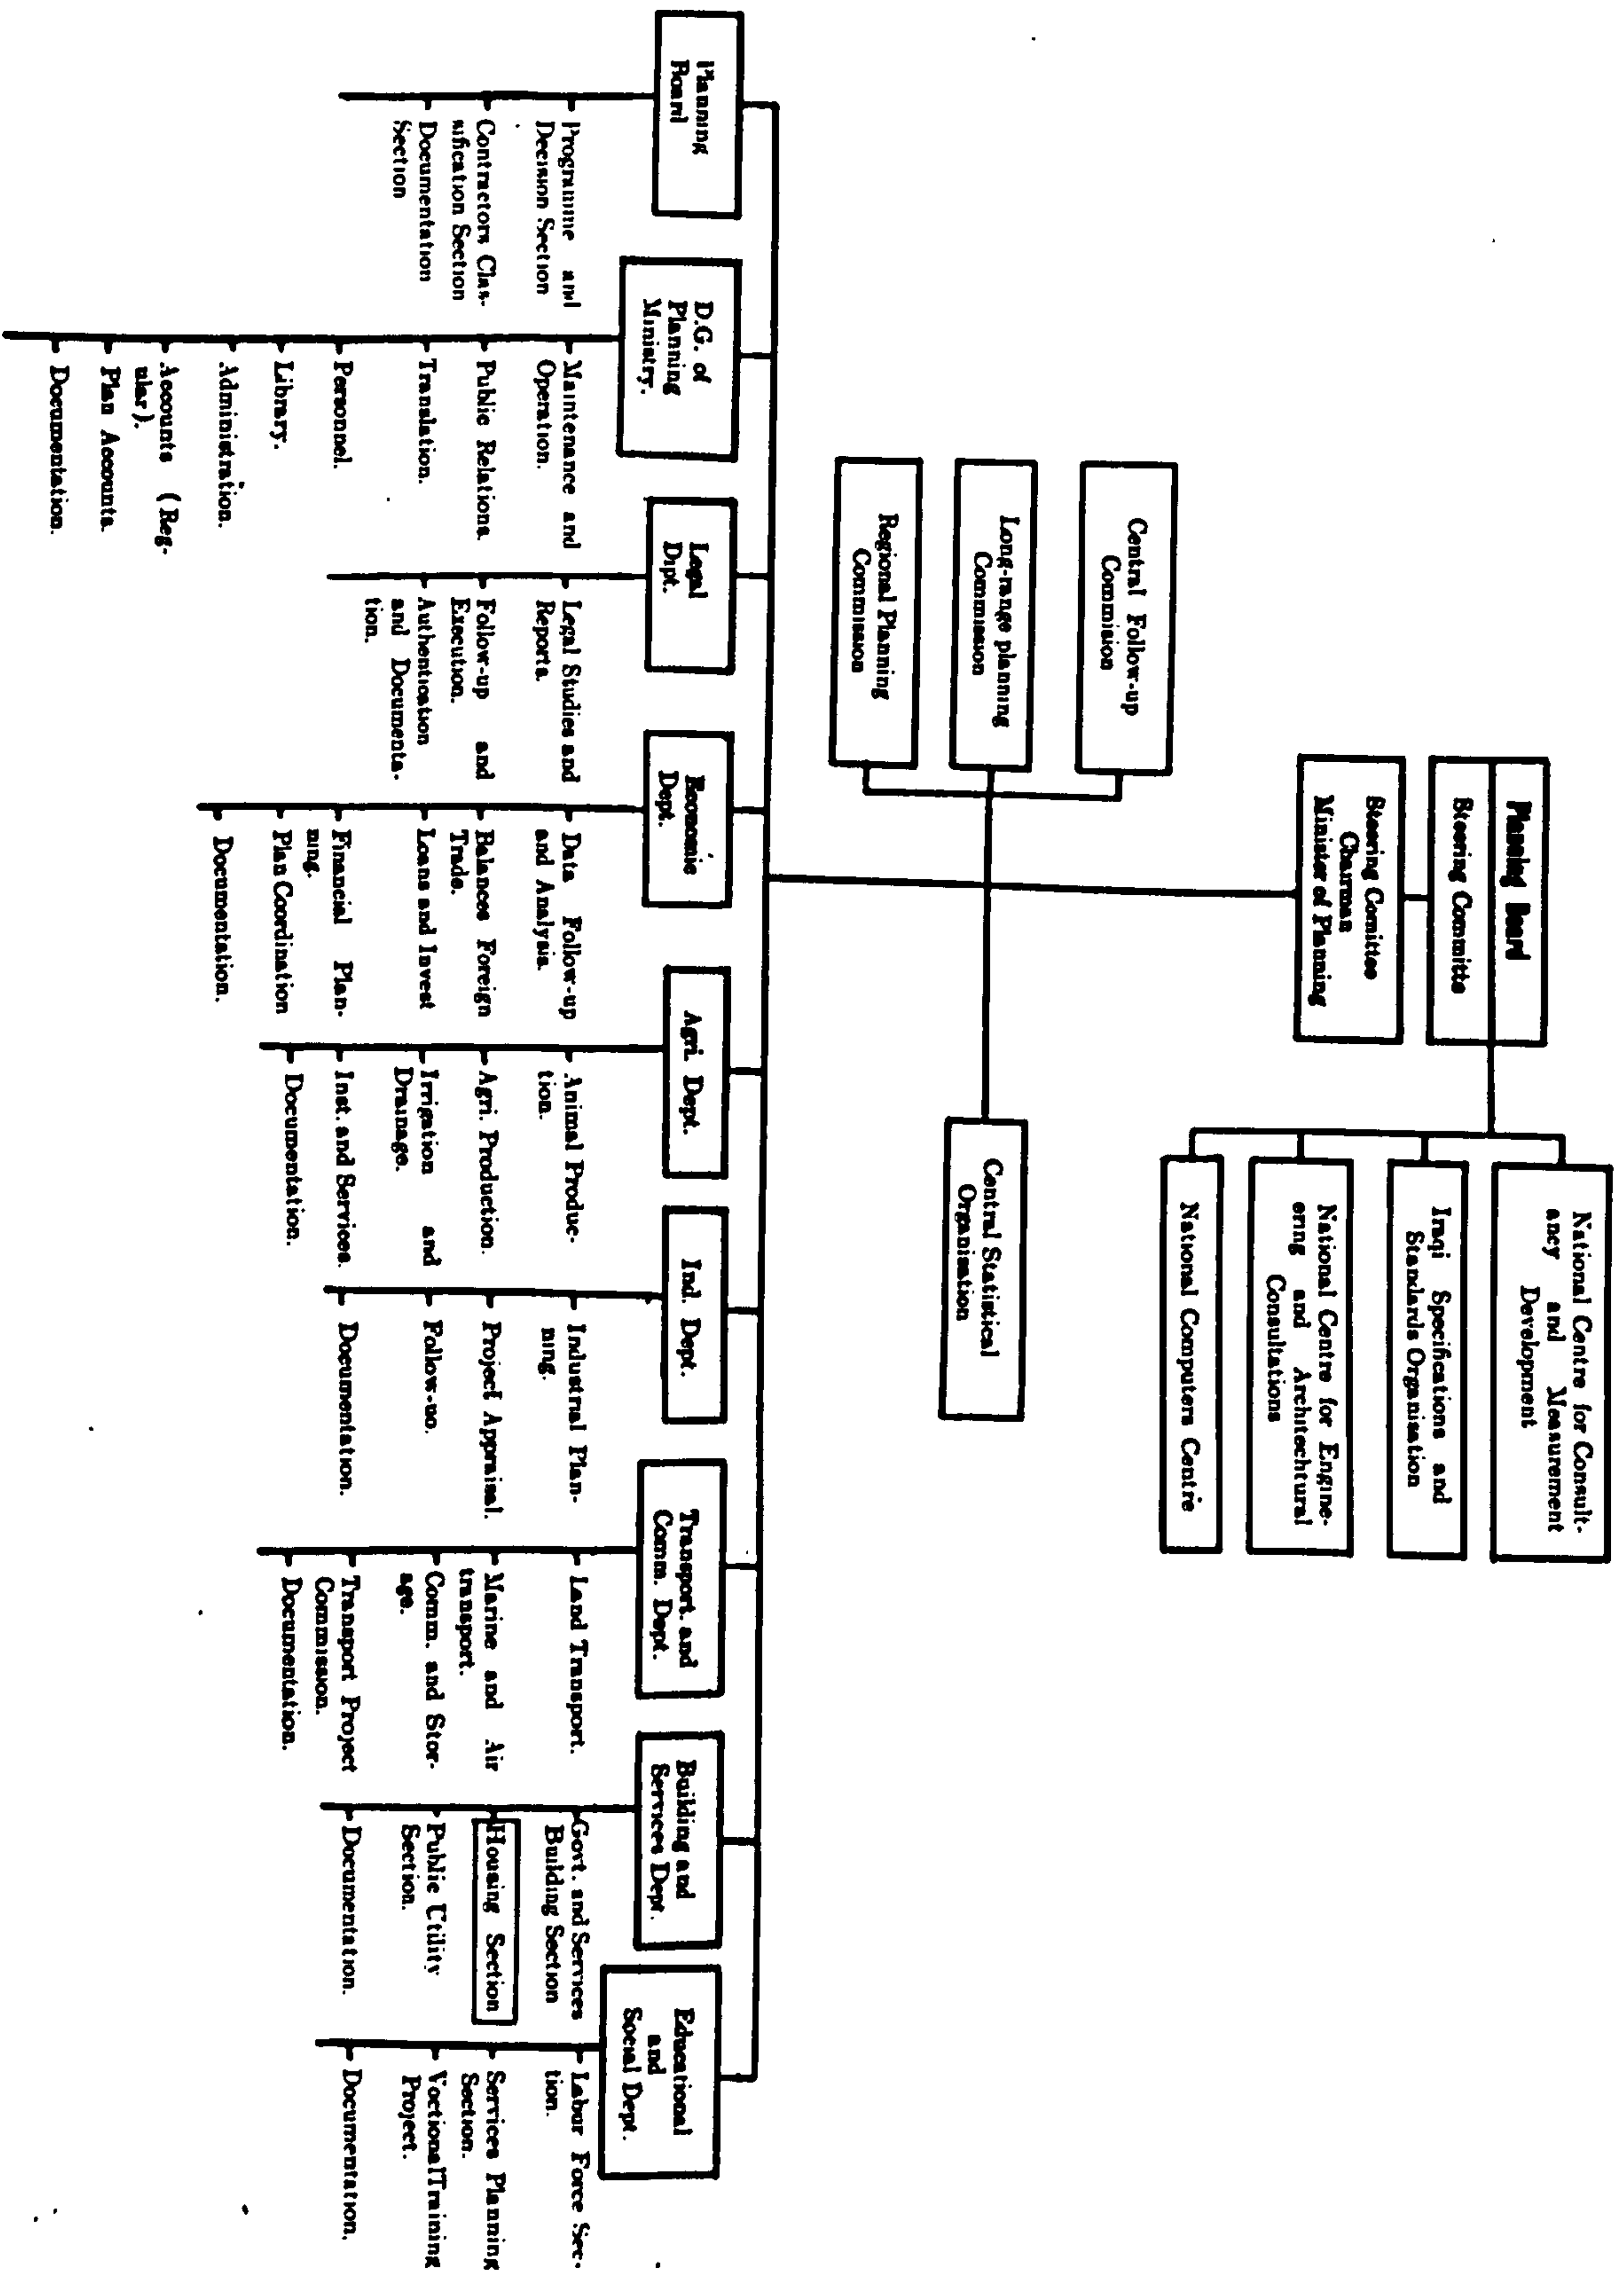 Planning Board
Steering Committe
Steering Comittee
Chairman
Minister of Planning
National Centre for Consult-
ancy and Measurement
Development
Iraqi Specifications and
Standards Organisation
National Centre for Engine-
ering and Architechtural
Consultations
National Computers Centre
Central Follow-up
Commision
Long-range planning
Commission
Regional Planning
Commission
Central Statistical
Organisation
Planning
Board
Programme and
Decision Section
Contractors Clas-
sification Section
Documentation
Section
D.G. of
Planning
Ministry.
Maintenance and
Operation.
Public Relations
Translation.
Personnel.
Library.
Administration.
Accounts (Reg-
ular).
Plan Accounts
Documentation.
Legal
Dipt.
Legal Studies and
Reports.
Follow-up and
Execution.
Authentication
and Documenta-
tion.
Economic
Dept.
Data Follow-up
and Analysis
Balances Foreign
Trade.
Loans and Invest
Financial Plan-
ning.
Plan Coordination
Documentation.
Agri. Dept.
Animal Produc-
tion.
Agri. Production.
Irrigation and
Drainage.
Inst. and Services.
Documentation.
Ind. Dept.
Industrial Plan-
ning.
Project Appraisal.
Follow-uo.
Documentation.
Transport. and
Comm. Dept.
Land Transport.
Marine and Air
transport.
Comm. and Stor-
age.
Transport Project
Commission.
Documentation.
Building and
Services Dept.
Govt. and Services
Building Section
Housing Section
Public Utility
Section.
Documentation.
Educational
and
Social Dept.
Labur Force Sec-
tion.
Services Planning
Section.
Voctional Training
Project.
Documentation.